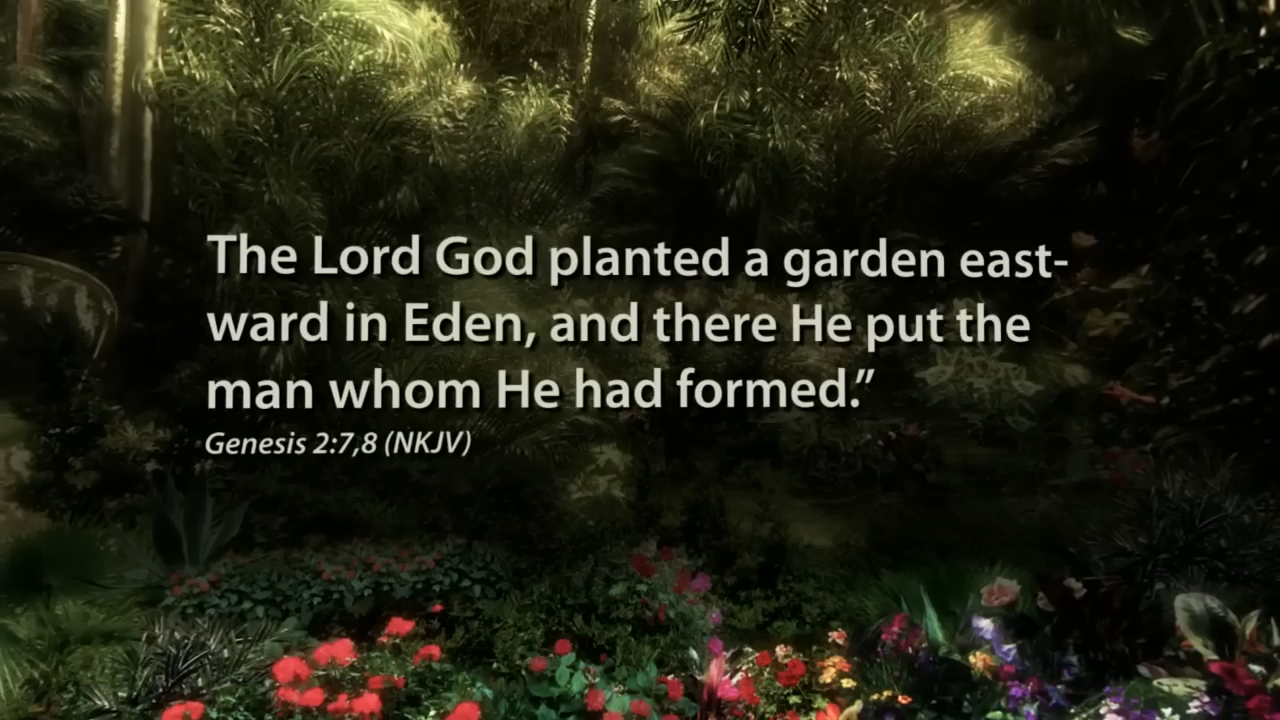 The Lord God planted a garden east-
ward in Eden, and there He put the
man whom He had formed.”
Genesis 2:7,8 (NKJV)